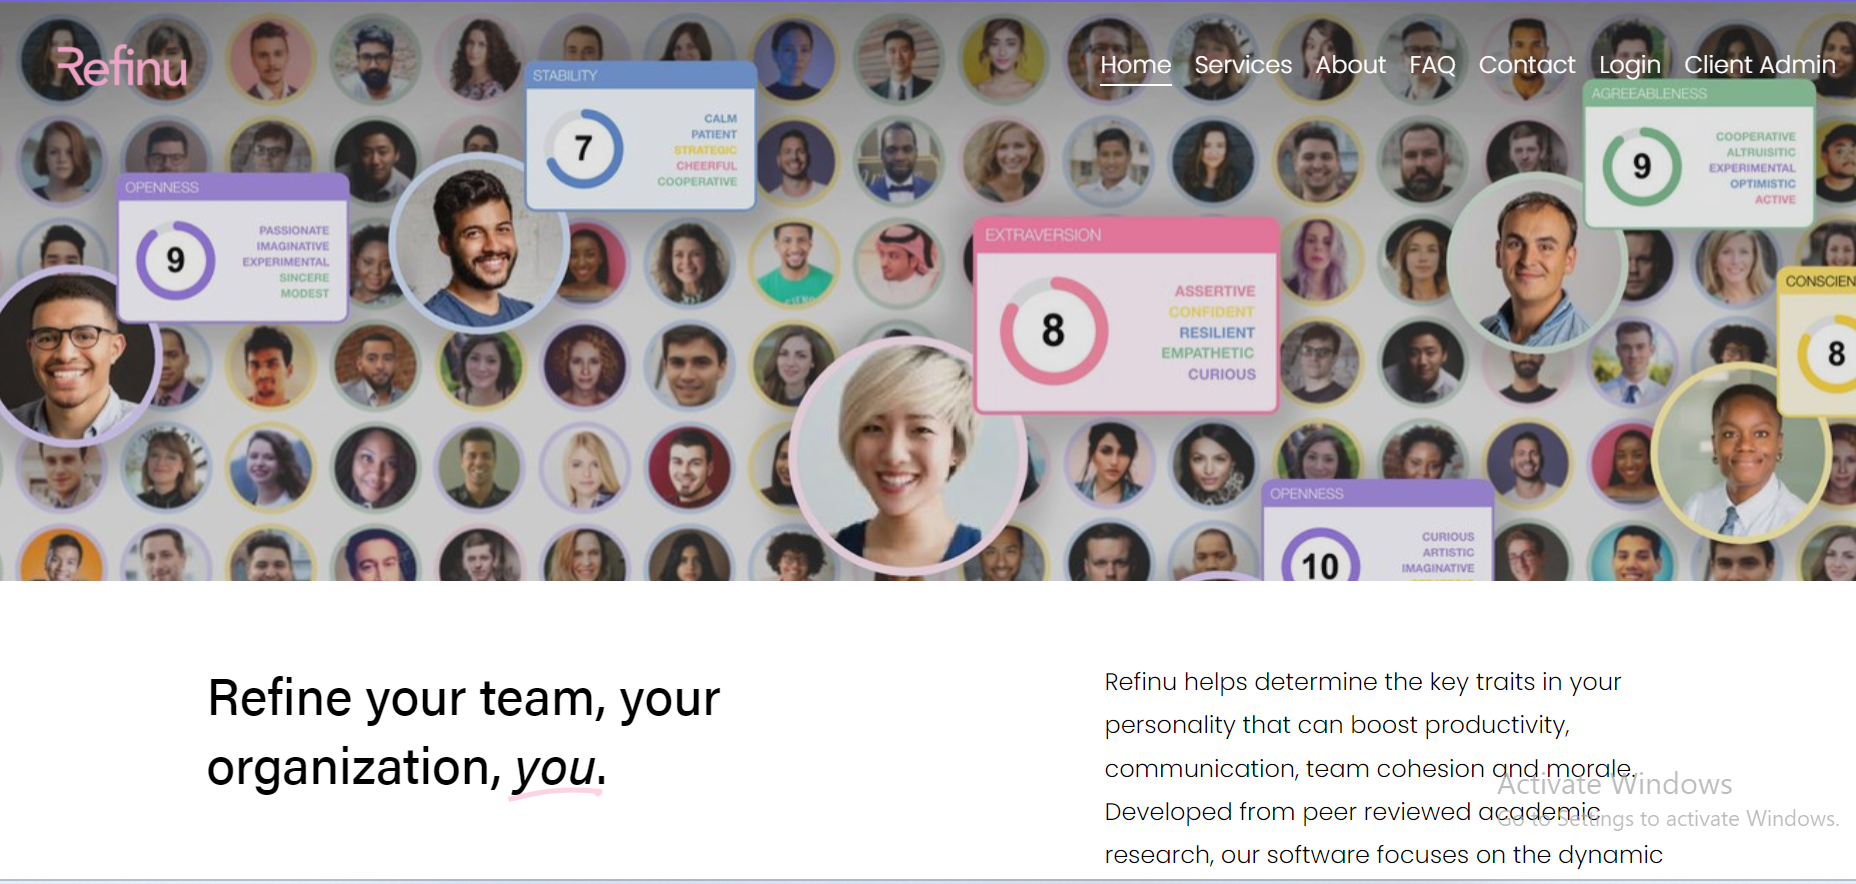 Refinu
Home Services About FAQ Contact Login Client Admin
STABILITY
7
CALM
PATIENT
STRATEGIC
CHEERFUL
COOPERATIVE
AGREEABLENESS
9
COOPERATIVE
ALTRUISITIC
EXPERIMENTAL
OPTIMISTIC
ACTIVE
OPENNESS
9
PASSIONATE
IMAGINATIVE
EXPERIMENTAL
SINCERE
MODEST
EXTRAVERSION
8
ASSERTIVE
CONFIDENT
RESILIENT
EMPATHETIC
CURIOUS
CONSCIEN
8
OPENNESS
10
CURIOUS
ARTISTIC
IMAGINATIVE
Refine your team, your
organization, you.
Refinu helps determine the key traits in your
personality that can boost productivity,
communication, team cohesion and morale.
Developed from peer reviewed academic
research, our software focuses on the dynamic
Activate Windows
Go to Settings to activate Windows.